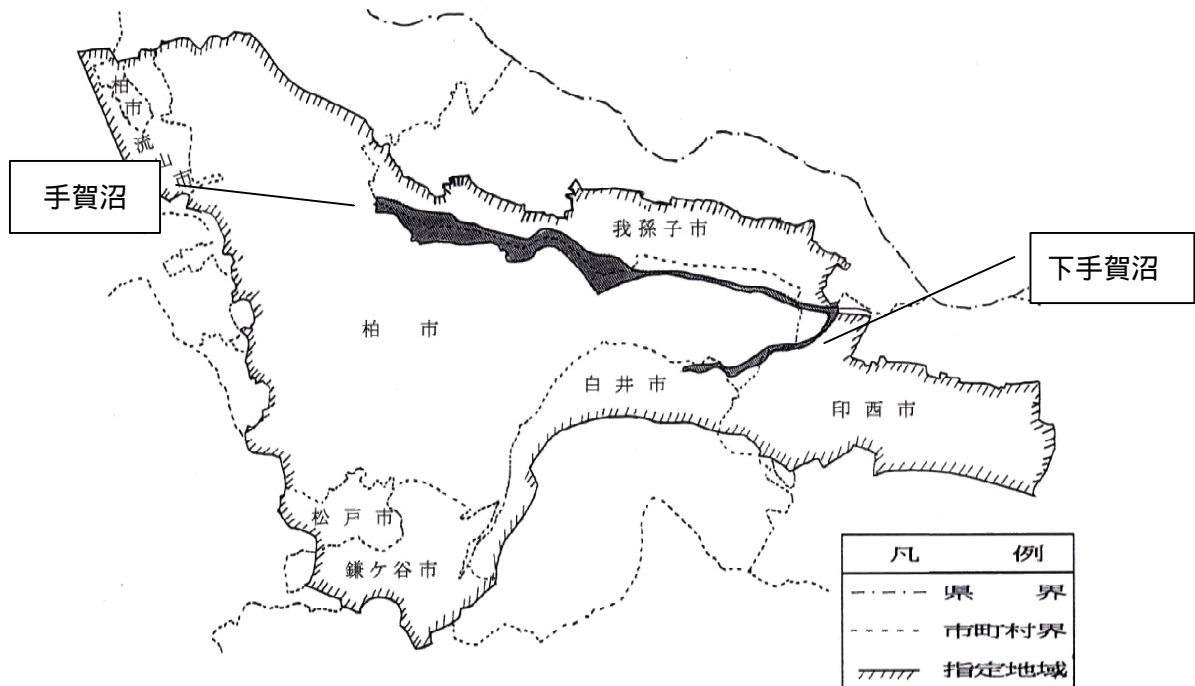 柏市
流山市
手賀沼
我孫子市
下手賀沼
柏市
白井市
印西市
松戸市
鎌ケ谷市
凡例
県界
市町村界
指定地域